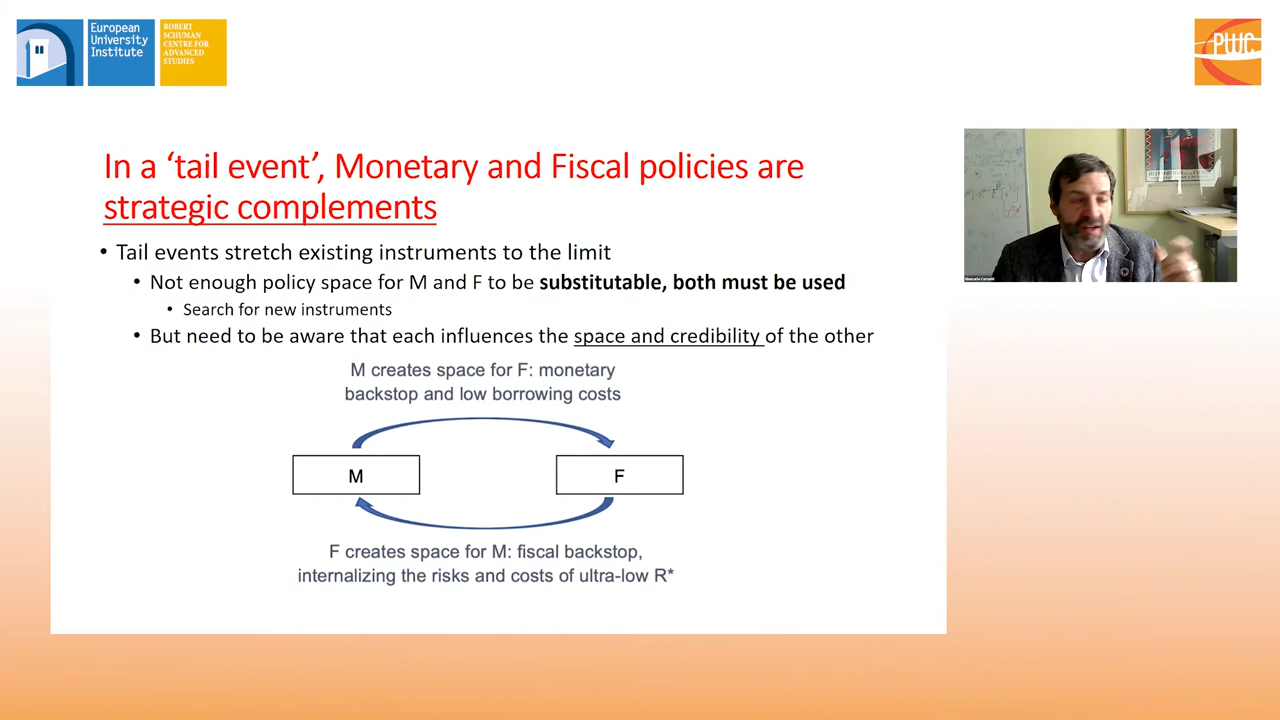 European
University
Institute
ROBERT
SCHUMAN
CENTRE FOR
ADVANCED
STUDIES
PWC
In a ‘tail event’, Monetary and Fiscal policies are
strategic complements
• Tail events stretch existing instruments to the limit
• Not enough policy space for M and F to be substitutable, both must be used
• Search for new instruments
• But need to be aware that each influences the space and credibility of the other
M creates space for F: monetary
backstop and low borrowing costs
M
F
F creates space for M: fiscal backstop,
internalizing the risks and costs of ultra-low R*